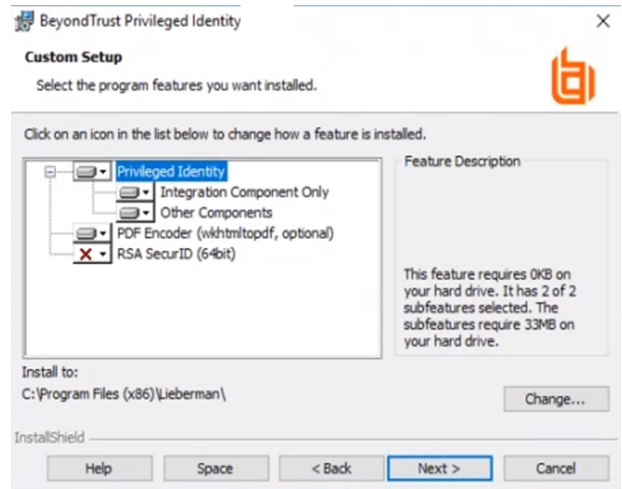 BeyondTrust Privileged Identity
Custom Setup
Select the program features you want installed.
Click on an icon in the list below to change how a feature is installed.
Privileged Identity
Integration Component Only
Other Components
PDF Encoder (wkhtmltopdf, optional)
RSA SecurID (64bit)
Feature Description
This feature requires 0KB on
your hard drive. It has 2 of 2
subfeatures selected. The
subfeatures require 33MB on
your hard drive.
Install to:
C:\Program Files (x86)\Lieberman\
Change...
InstallShield
Help
Space
< Back
Next >
Cancel